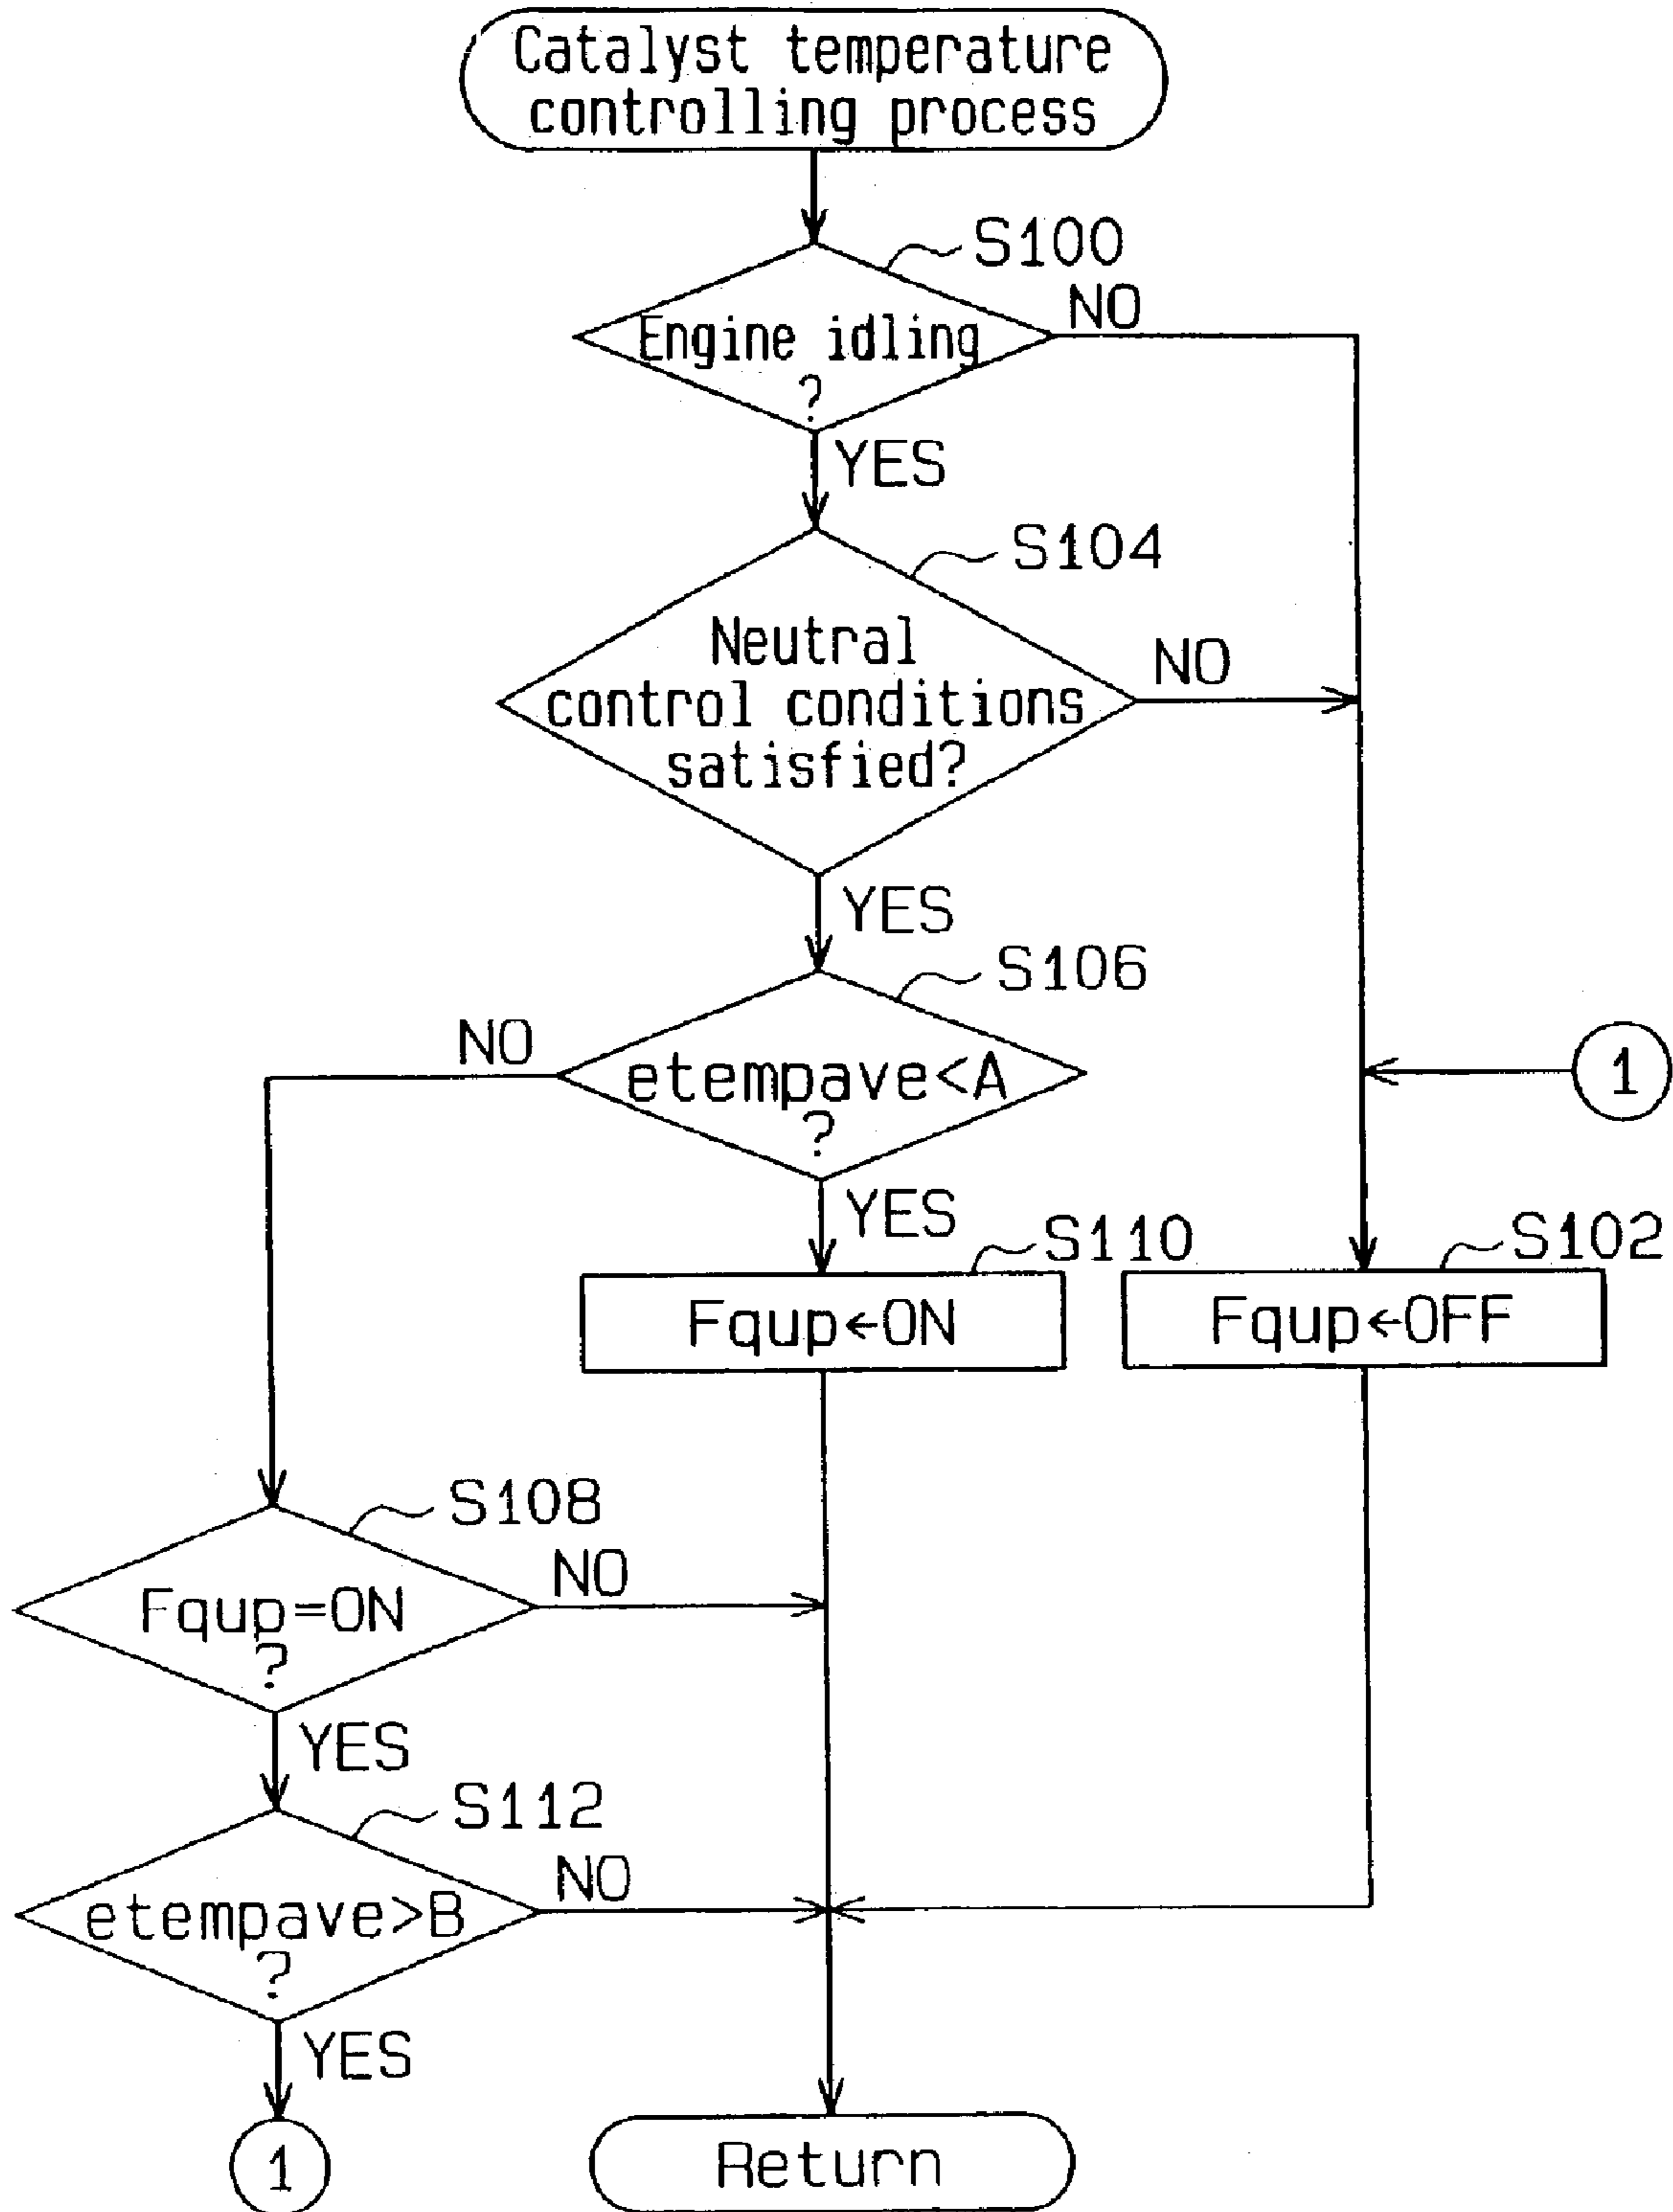 Catalyst temperature
controlling process
S100
NO
Engine idling
?
YES
S104
Neutral
control conditions
satisfied?
NO
YES
S106
NO
etempave<A
?
1
YES
S110
S102
Fqup←ON
Fqup←OFF
S108
NO
Fqup=ON
?
YES
S112
NO
etempave>B
?
YES
1
Return